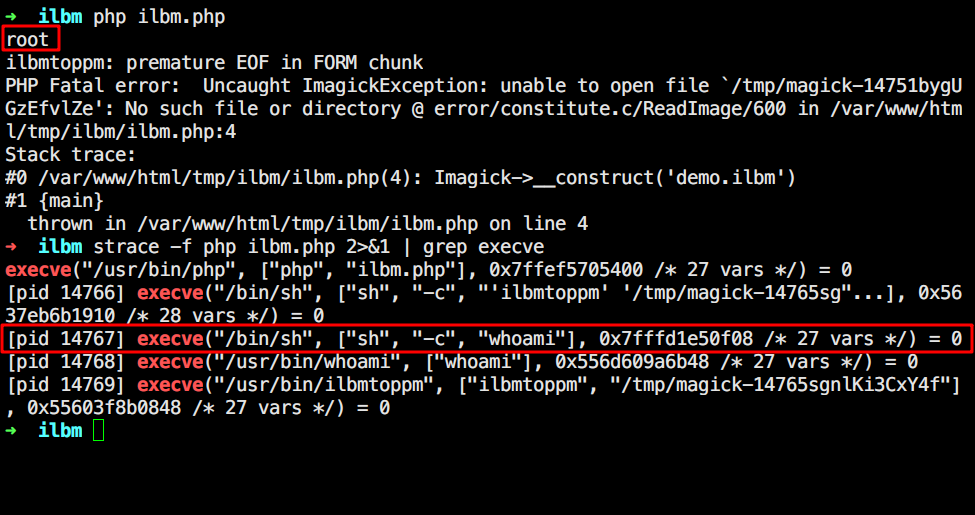 ➜  ilbm php ilbm.php
root
ilbmtoppm: premature EOF in FORM chunk
PHP Fatal error:  Uncaught ImagickException: unable to open file `/tmp/magick-14751bygU
GzEfvlZe': No such file or directory @ error/constitute.c/ReadImage/600 in /var/www/htm
l/tmp/ilbm/ilbm.php:4
Stack trace:
#0 /var/www/html/tmp/ilbm/ilbm.php(4): Imagick->__construct('demo.ilbm')
#1 {main}
  thrown in /var/www/html/tmp/ilbm/ilbm.php on line 4
➜  ilbm strace -f php ilbm.php 2>&1 | grep execve
execve("/usr/bin/php", ["php", "ilbm.php"], 0x7ffef5705400 /* 27 vars */) = 0
[pid 14766] execve("/bin/sh", ["sh", "-c", "'ilbmtoppm' '/tmp/magick-14765sg"...], 0x56
37eb6b1910 /* 28 vars */) = 0
[pid 14767] execve("/bin/sh", ["sh", "-c", "whoami"], 0x7fffd1e50f08 /* 27 vars */) = 0
[pid 14768] execve("/usr/bin/whoami", ["whoami"], 0x556d609a6b48 /* 27 vars */) = 0
[pid 14769] execve("/usr/bin/ilbmtoppm", ["ilbmtoppm", "/tmp/magick-14765sgnlKi3CxY4f"]
, 0x55603f8b0848 /* 27 vars */) = 0
➜  ilbm